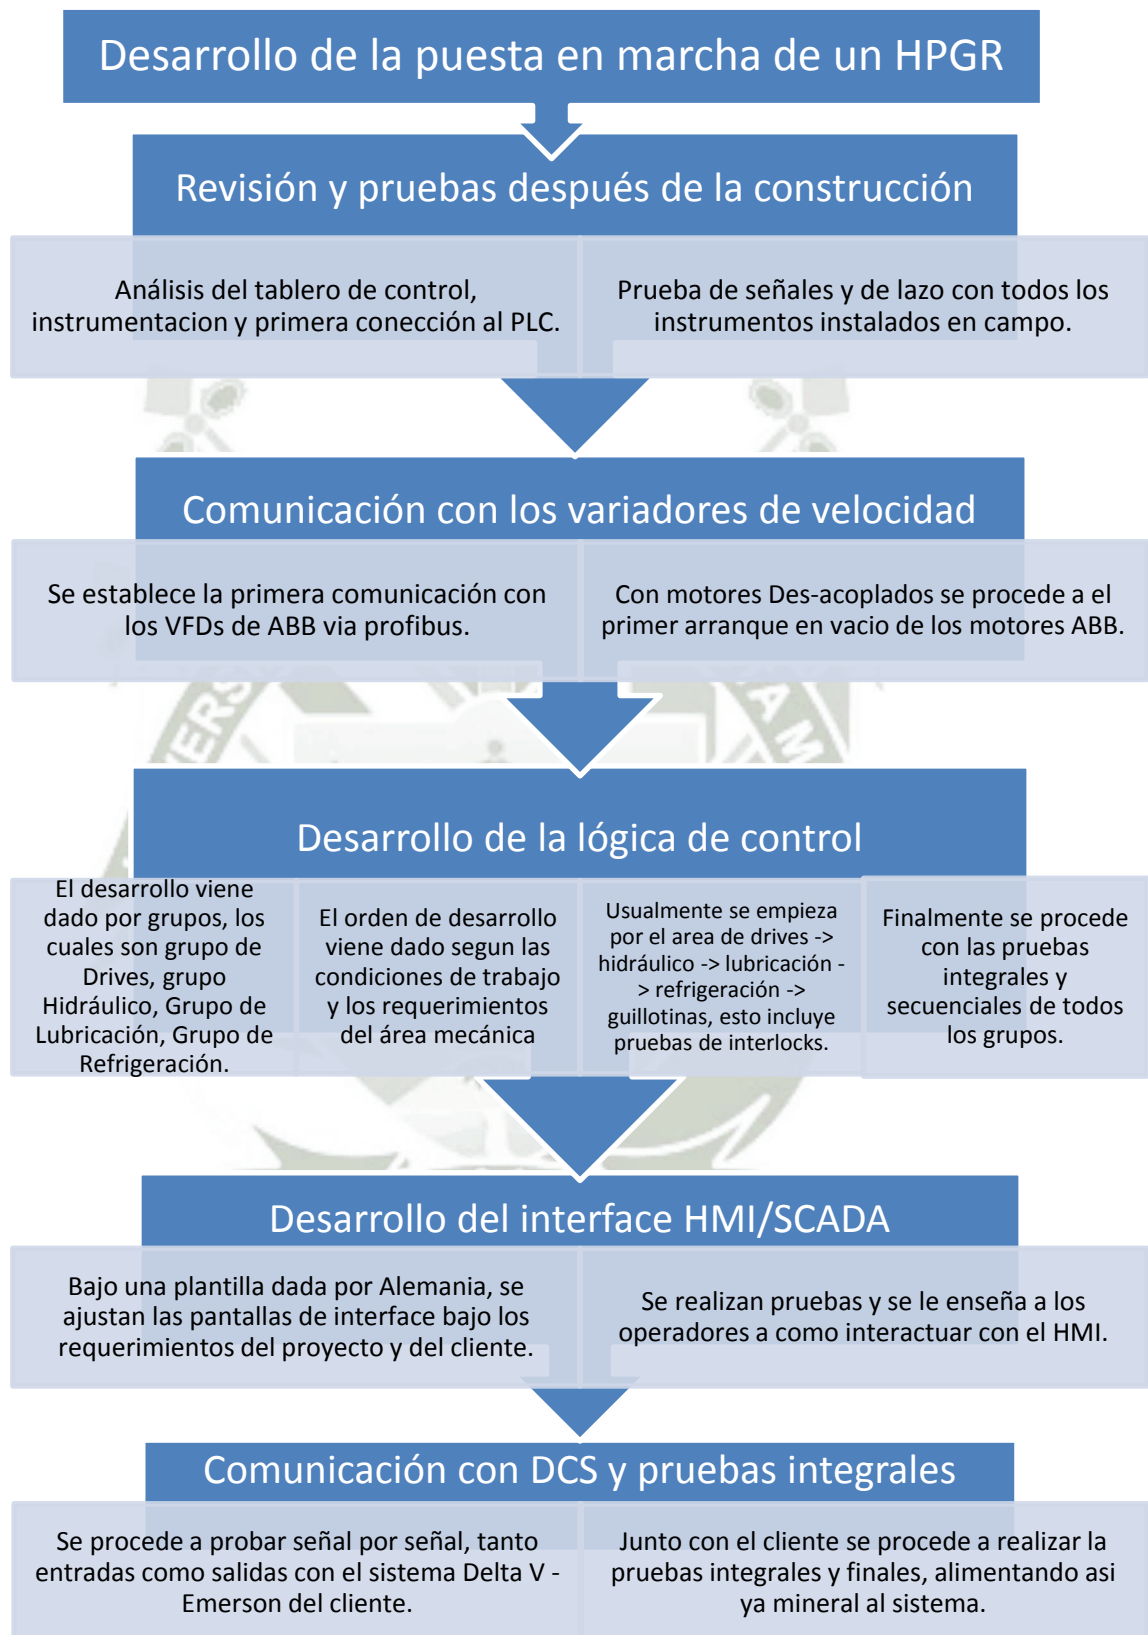 Desarrollo de la puesta en marcha de un HPGR
Revisión y pruebas después de la construcción
Análisis del tablero de control,
instrumentacion y primera conección al PLC.
Prueba de señales y de lazo con todos los
instrumentos instalados en campo.
Comunicación con los variadores de velocidad
Se establece la primera comunicación con
los VFDs de ABB via profibus.
Con motores Des-acoplados se procede a el
primer arranque en vacio de los motores ABB.
Desarrollo de la lógica de control
El desarrollo viene
dado por grupos, los
cuales son grupo de
Drives, grupo
Hidráulico, Grupo de
Lubricación, Grupo de
Refrigeración.
El orden de desarrollo
viene dado segun las
condiciones de trabajo
y los requerimientos
del área mecánica
Usualmente se empieza
por el area de drives ->
hidráulico -> lubricación -
> refrigeración ->
guillotinas, esto incluye
pruebas de interlocks.
Finalmente se procede
con las pruebas
integrales y
secuenciales de todos
los grupos.
Desarrollo del interface HMI/SCADA
Bajo una plantilla dada por Alemania, se
ajustan las pantallas de interface bajo los
requerimientos del proyecto y del cliente.
Se realizan pruebas y se le enseña a los
operadores a como interactuar con el HMI.
Comunicación con DCS y pruebas integrales
Se procede a probar señal por señal, tanto
entradas como salidas con el sistema Delta V -
Emerson del cliente.
Junto con el cliente se procede a realizar la
pruebas integrales y finales, alimentando asi
ya mineral al sistema.